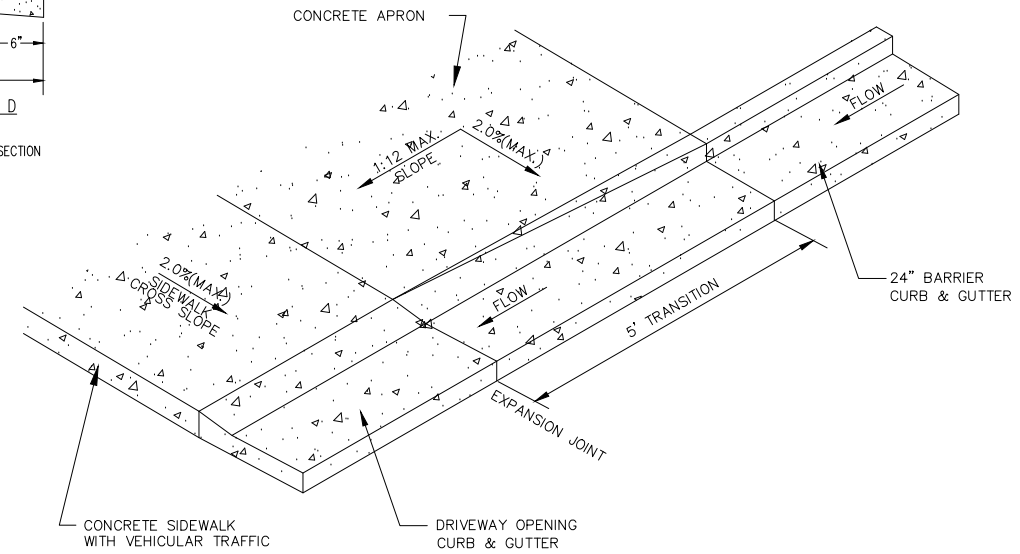 CONCRETE APRON
6"
D
SECTION
FLOW
1:12 MAX.
SLOPE
2.0%(MAX.)
2.0%(MAX.)
SIDEWALK
CROSS SLOPE
FLOW
24" BARRIER
CURB & GUTTER
5' TRANSITION
EXPANSION JOINT
CONCRETE SIDEWALK
WITH VEHICULAR TRAFFIC
DRIVEWAY OPENING
CURB & GUTTER